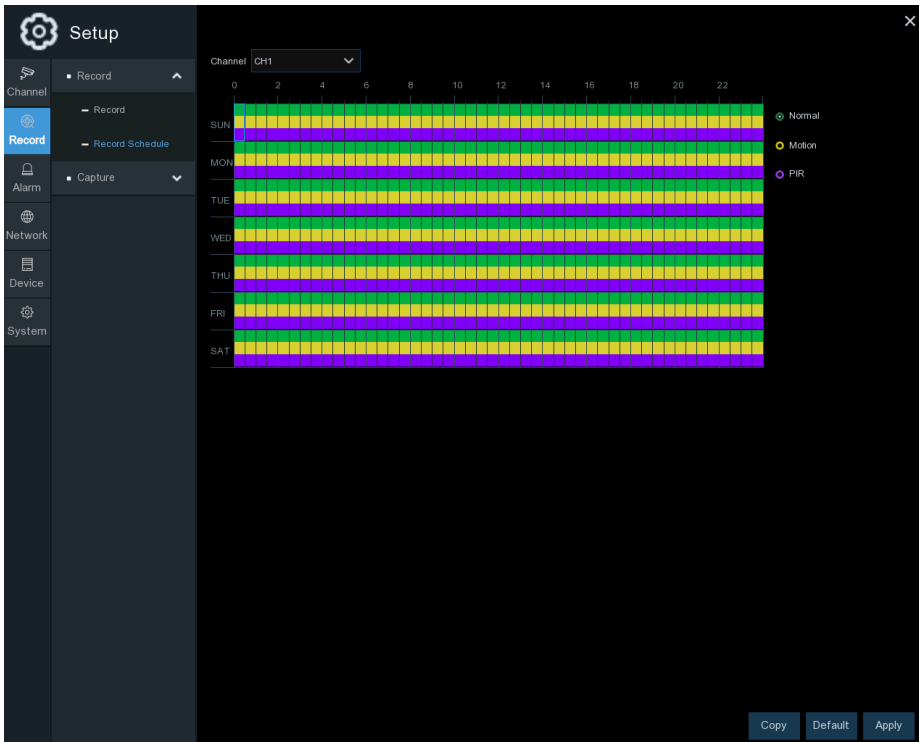 Setup
Channel
Record
Alarm
Network
Device
System
Record
Record
Record Schedule
Capture
Channel CH1
0 2 4 6 8 10 12 14 16 18 20 22
SUN
MON
TUE
WED
THU
FRI
SAT
Normal
Motion
PIR
Copy Default Apply